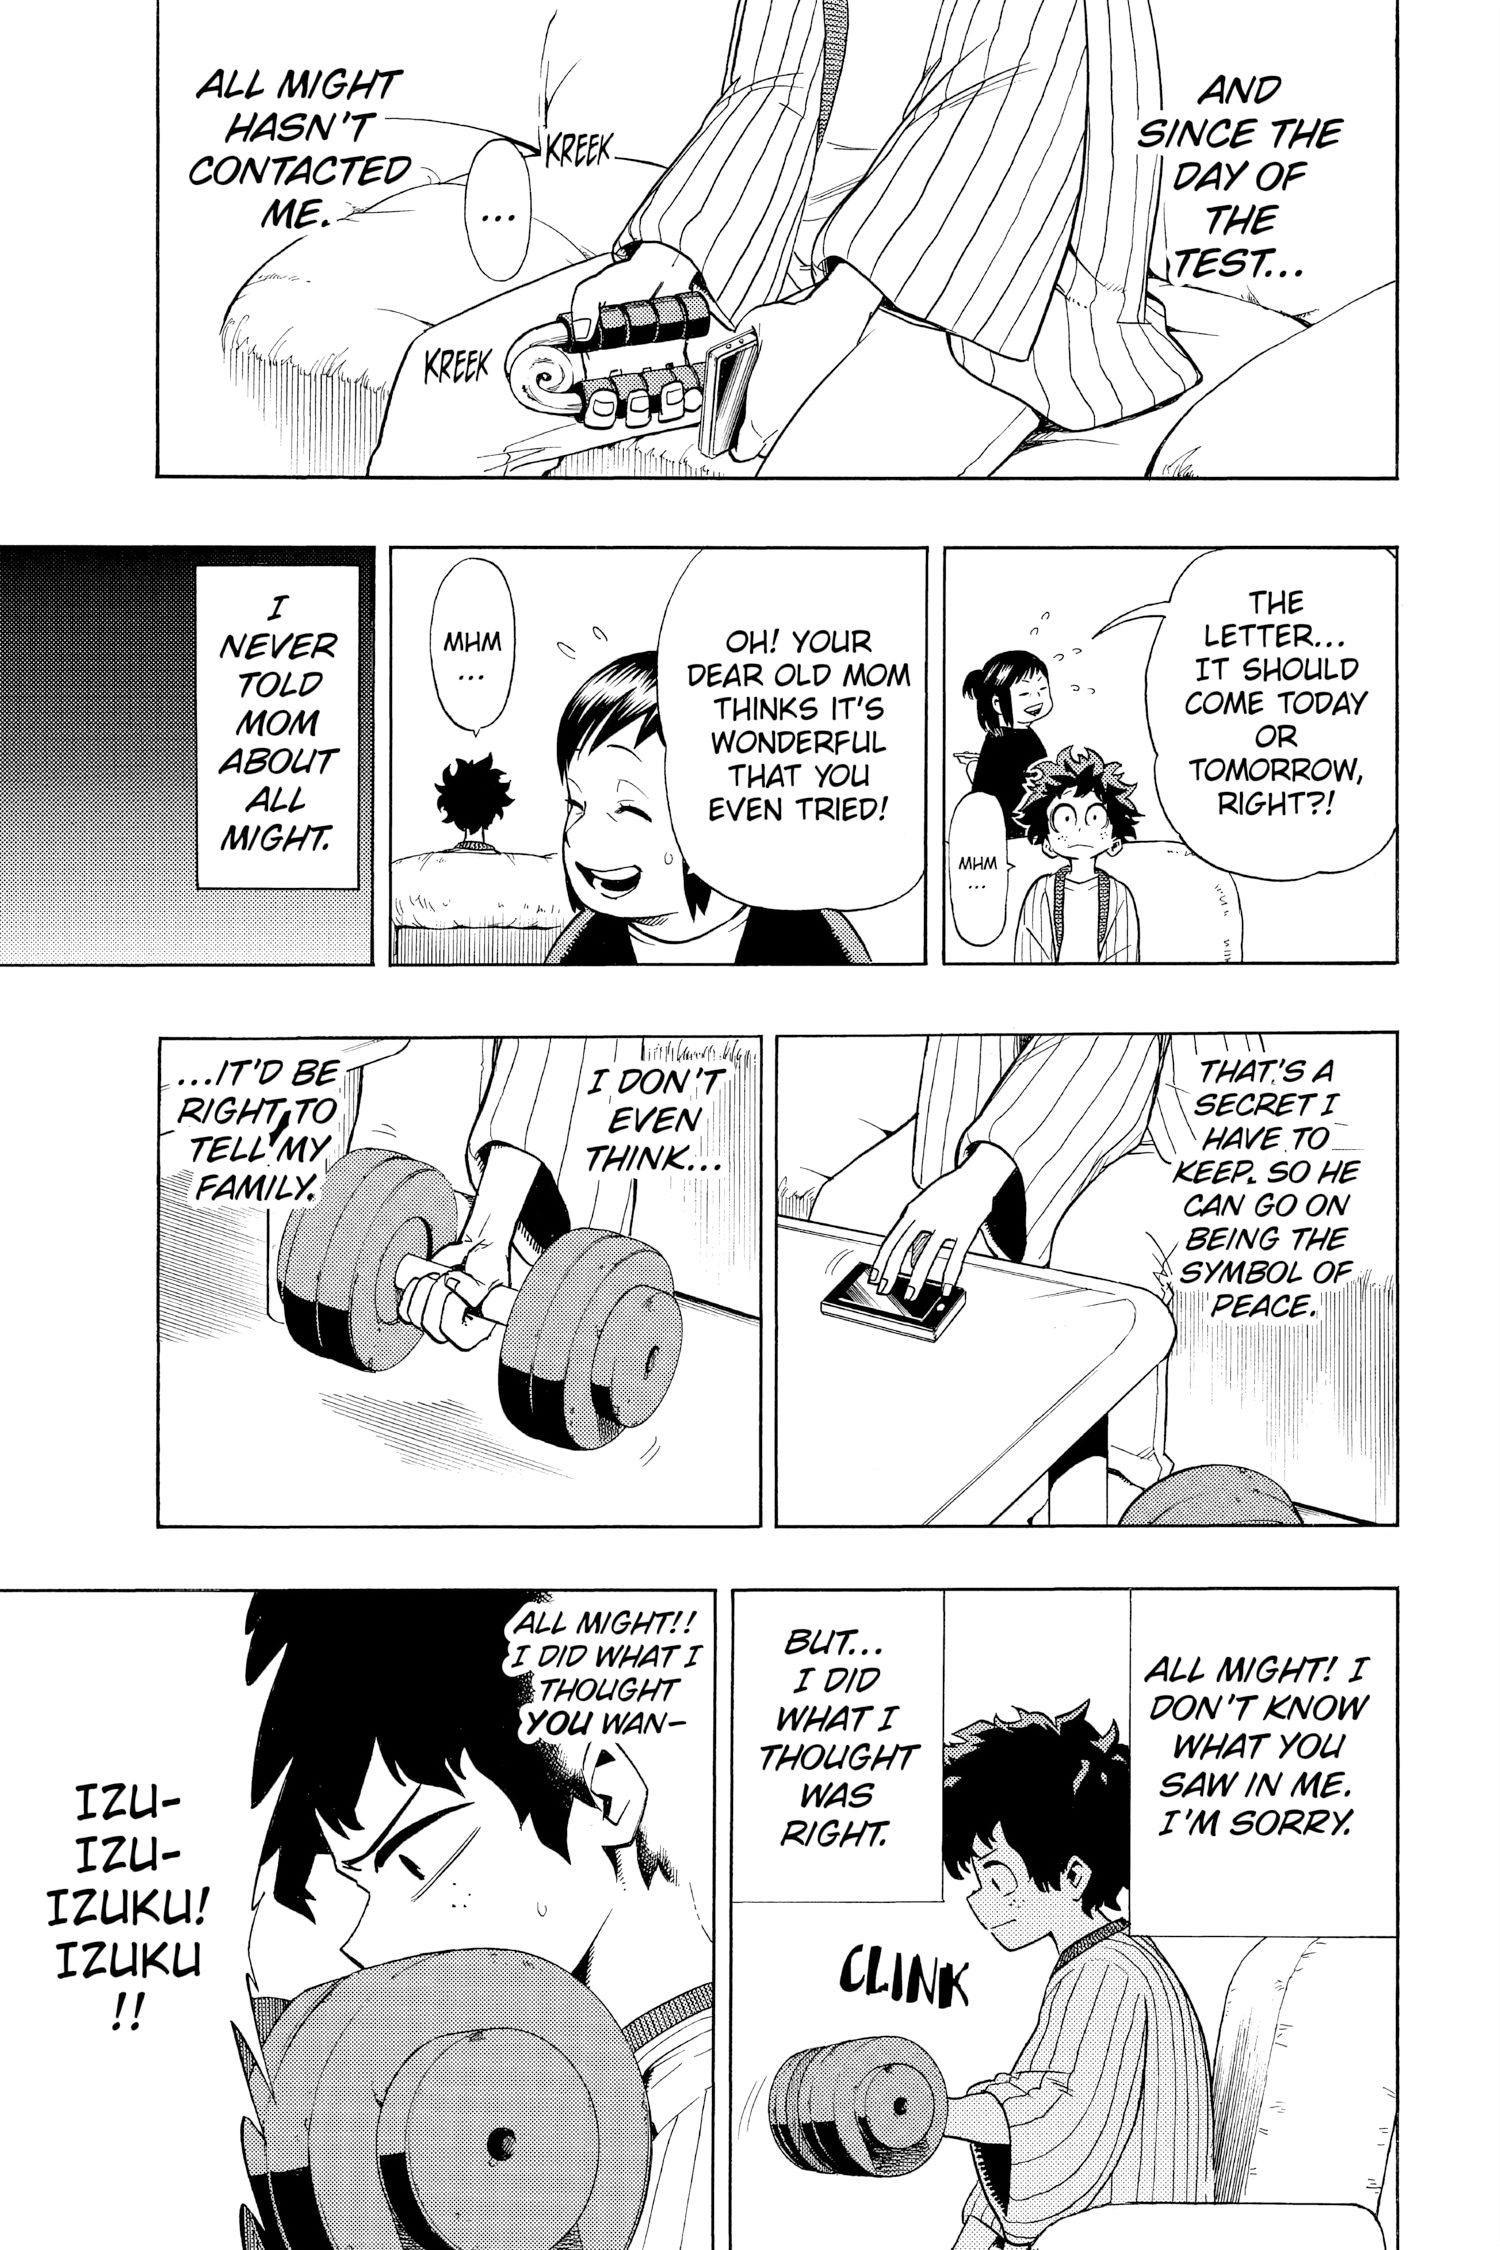 AND
SINCE THE
DAY OF
THE
TEST...
KREEK
...
ALL MIGHT
HASN'T
CONTACTED
ME.
KREEK
THE
LETTER...
IT SHOULD
COME TODAY
OR
TOMORROW,
RIGHT?!
MHM
...
OH! YOUR
DEAR OLD MOM
THINKS IT'S
WONDERFUL
THAT YOU
EVEN TRIED!
MHM
...
I
NEVER
TOLD
MOM
ABOUT
ALL
MIGHT.
THAT'S A
SECRET I
HAVE TO
KEEP. SO HE
CAN GO ON
BEING THE
SYMBOL OF
PEACE.
I DON'T
EVEN
THINK...
...IT'D BE
RIGHT TO
TELL MY
FAMILY.
ALL MIGHT! I
DON'T KNOW
WHAT YOU
SAW IN ME.
I'M SORRY.
BUT...
I DID
WHAT I
THOUGHT
WAS
RIGHT.
CLINK
ALL MIGHT!!
I DID WHAT I
THOUGHT
YOU WAN-
IZU-
IZU-
IZUKU!
IZUKU
!!